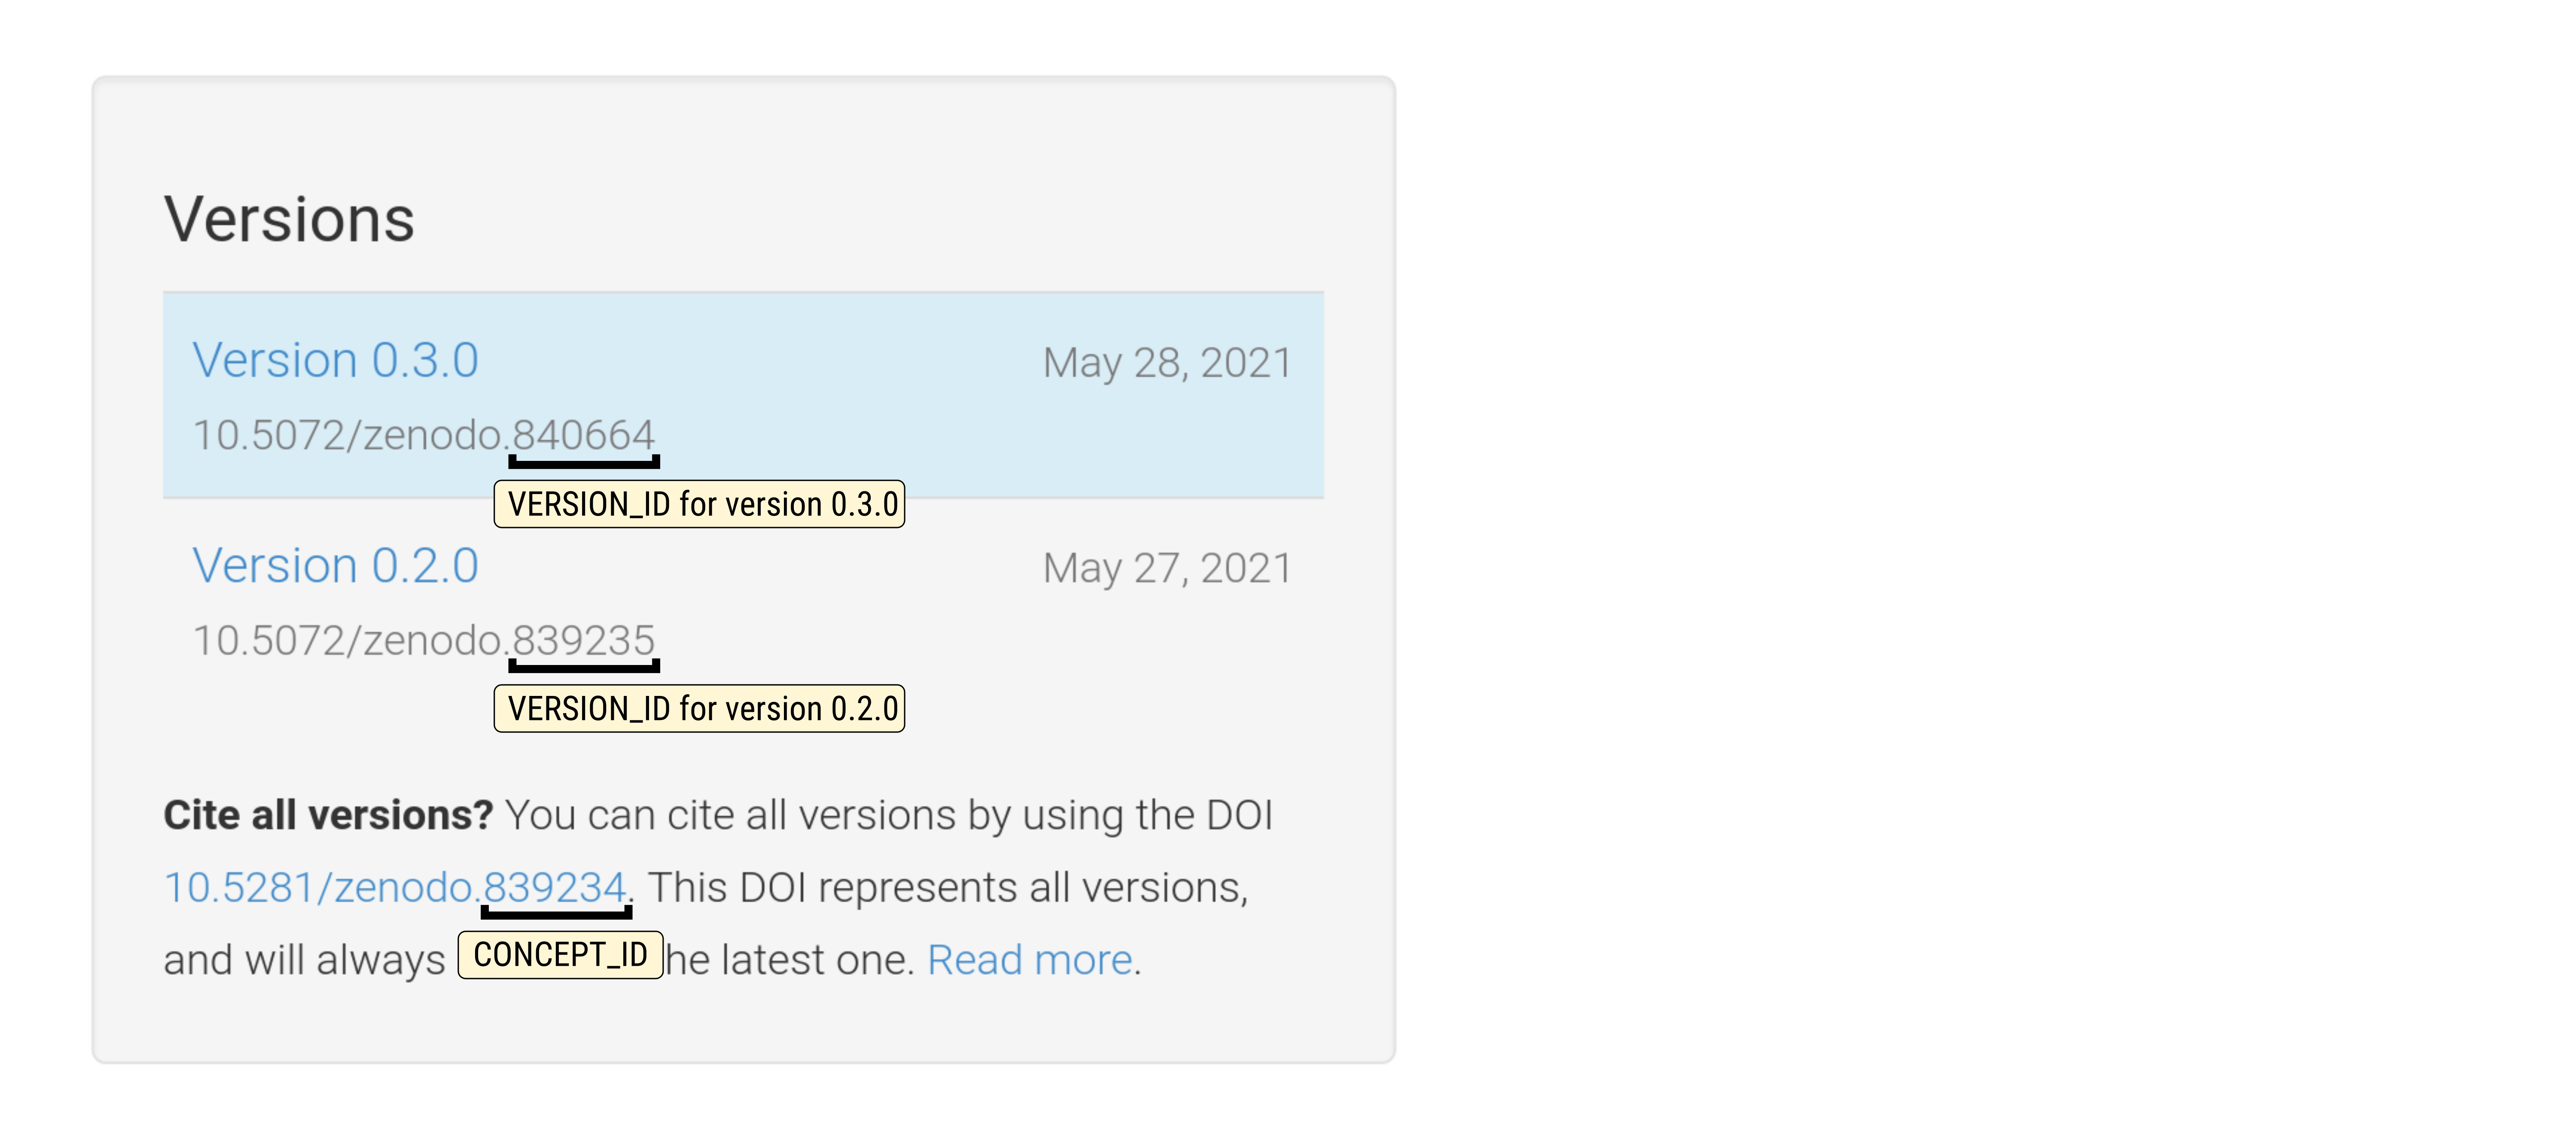 Versions
Version 0.3.0 May 28, 2021
10.5072/zenodo.840664
VERSION_ID for version 0.3.0
Version 0.2.0 May 27, 2021
10.5072/zenodo.839235
VERSION_ID for version 0.2.0
Cite all versions? You can cite all versions by using the DOI
10.5281/zenodo.839234. This DOI represents all versions,
and will always CONCEPT_ID he latest one. Read more.